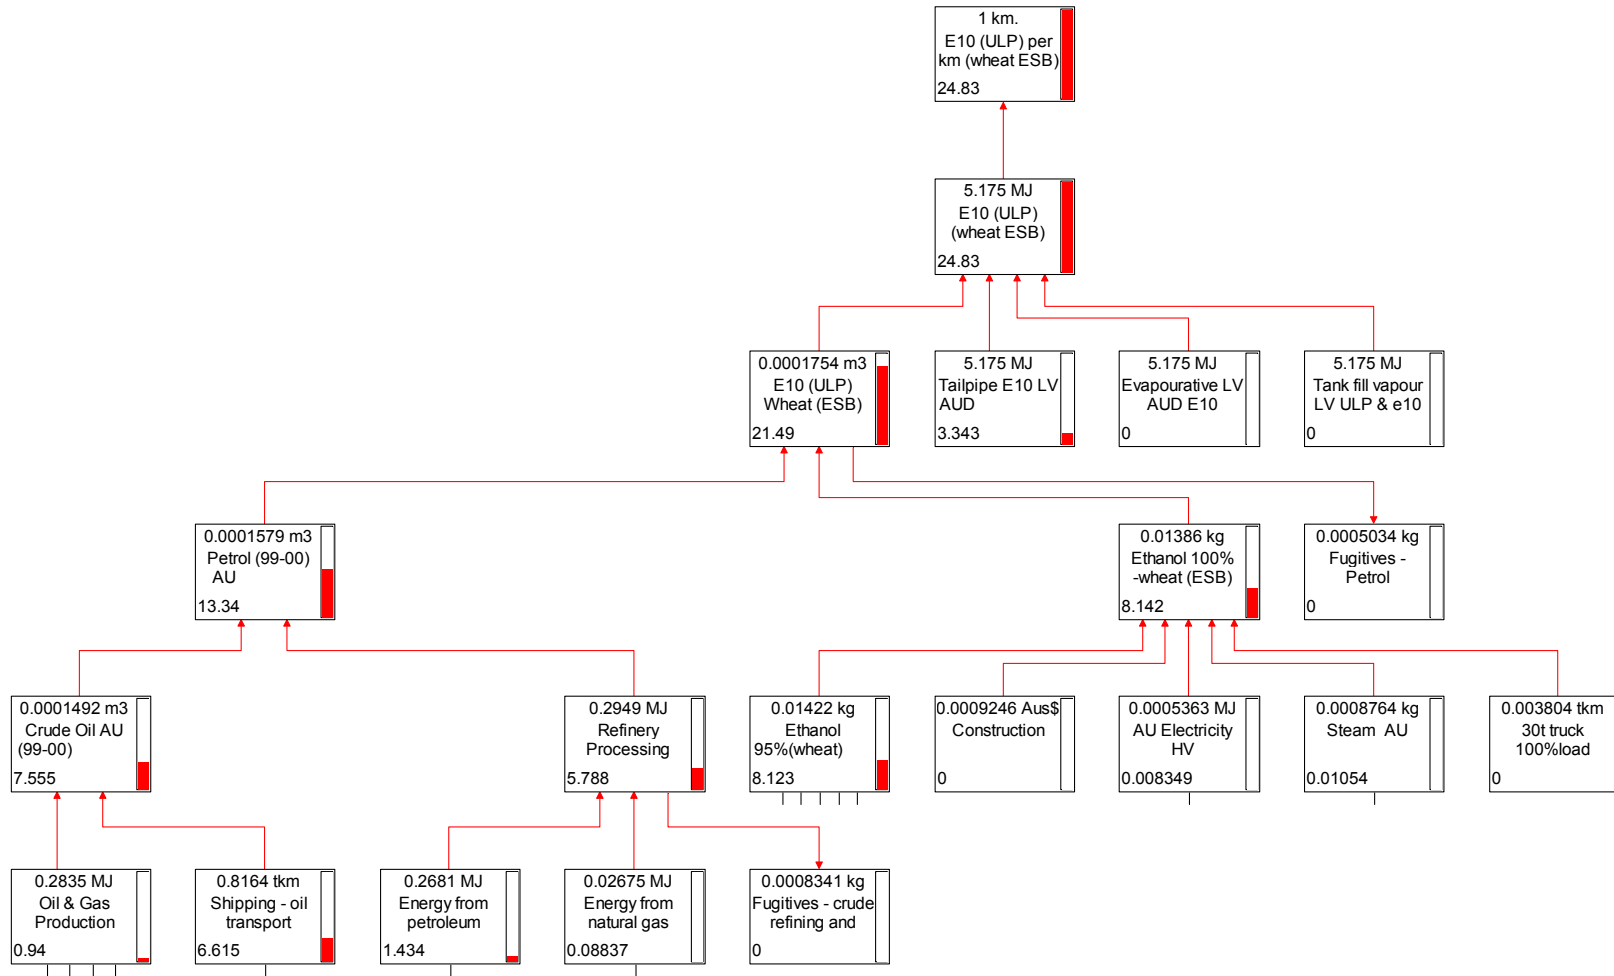 1 km.
E10 (ULP) per
km (wheat ESB)
24.83
5.175 MJ
E10 (ULP)
(wheat ESB)
24.83
0.0001754 m3
E10 (ULP)
Wheat (ESB)
21.49
5.175 MJ
Tailpipe E10 LV
AUD
3.343
5.175 MJ
Evapourative LV
AUD E10
0
5.175 MJ
Tank fill vapour
LV ULP & e10
0
0.0001579 m3
Petrol (99-00)
AU
13.34
0.01386 kg
Ethanol 100%
-wheat (ESB)
8.142
0.0005034 kg
Fugitives -
Petrol
0
0.0001492 m3
Crude Oil AU
(99-00)
7.555
0.2949 MJ
Refinery
Processing
5.788
0.01422 kg
Ethanol
95%(wheat)
8.123
0.0009246 Aus$
Construction
0
0.0005363 MJ
AU Electricity
HV
0.008349
0.0008764 kg
Steam AU
0.01054
0.003804 tkm
30t truck
100%load
0
0.2835 MJ
Oil & Gas
Production
0.94
0.8164 tkm
Shipping - oil
transport
6.615
0.2681 MJ
Energy from
petroleum
1.434
0.02675 MJ
Energy from
natural gas
0.08837
0.0008341 kg
Fugitives - crude
refining and
0